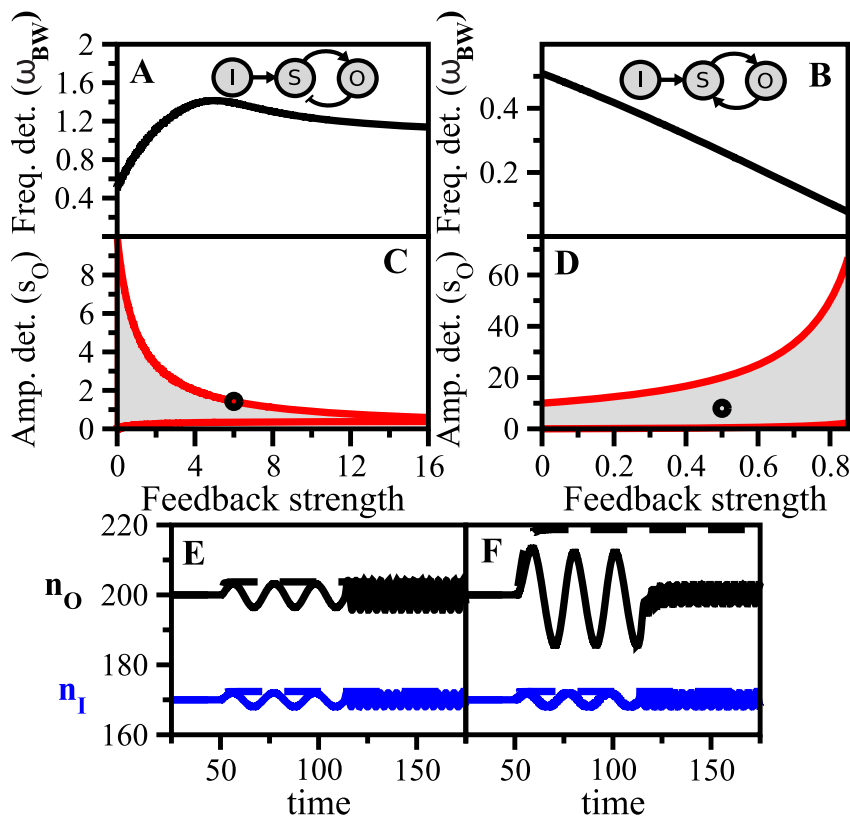 A
I S O
Freq. det. (ω_BW)
2
1.6
1.2
0.8
0.4
B
I S O
Freq. det. (ω_BW)
0.4
0.2
C
Amp. det. (s_O)
8
6
4
2
0
0 4 8 12 16
Feedback strength
D
Amp. det. (s_O)
60
40
20
0
0 0.2 0.4 0.6 0.8
Feedback strength
E
n_O
n_I
220
200
180
160
50 100 150
time
F
50 100 150
time